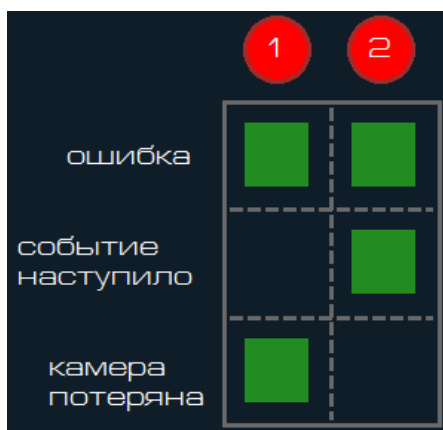 1 2
ошибка
событие
наступило
камера
потеряна